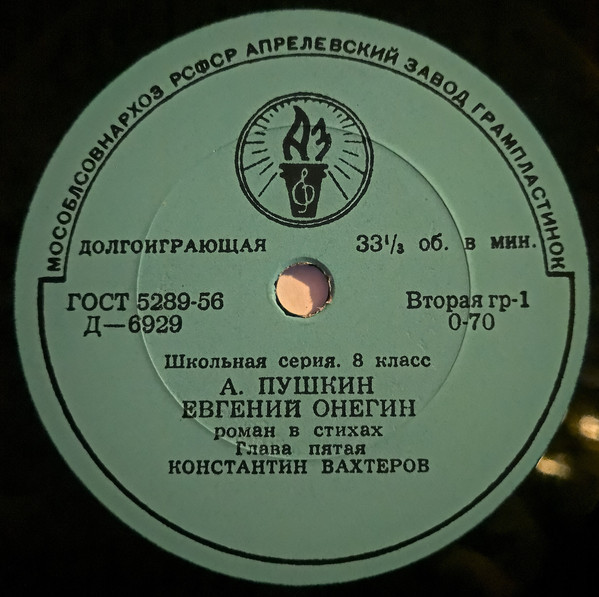 МОСОБЛСОВНАРХОЗ РСФСР АПРЕЛЕВСКИЙ ЗАВОД ГРАМПЛАСТИНОК
АЗ
ДОЛГОИГРАЮЩАЯ 33⅓ об. в мин.
ГОСТ 5289-56 Вторая гр-1
Д—6929 0-70
Школьная серия. 8 класс
А. ПУШКИН
ЕВГЕНИЙ ОНЕГИН
роман в стихах
Глава пятая
КОНСТАНТИН ВАХТЕРОВ